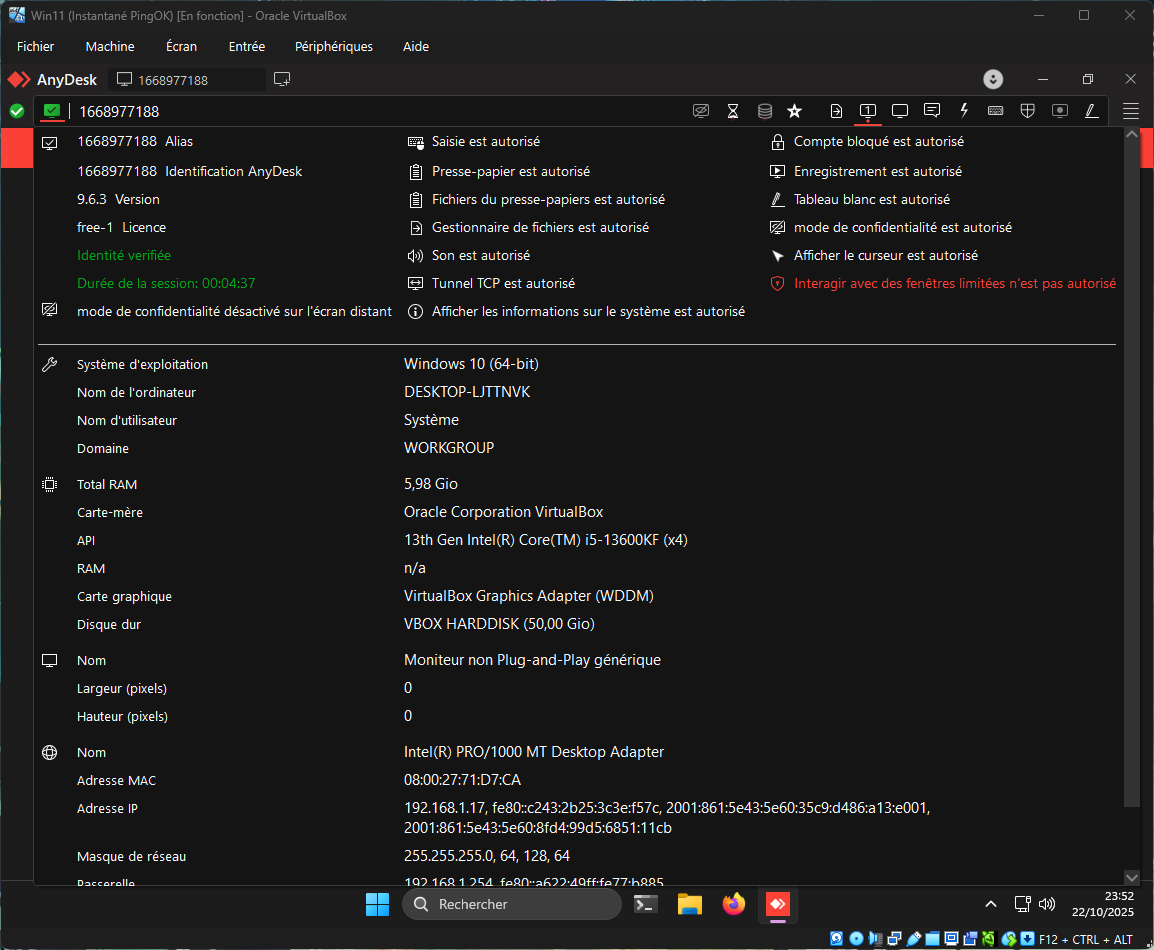 Win11 (Instantané PingOK) [En fonction] - Oracle VirtualBox
Fichier Machine Écran Entrée Périphériques Aide
AnyDesk 1668977188
1668977188 1
1668977188 Alias Saisie est autorisé Compte bloqué est autorisé
1668977188 Identification AnyDesk Presse-papier est autorisé Enregistrement est autorisé
9.6.3 Version Fichiers du presse-papiers est autorisé Tableau blanc est autorisé
free-1 Licence Gestionnaire de fichiers est autorisé mode de confidentialité est autorisé
Identité verifiée Son est autorisé Afficher le curseur est autorisé
Durée de la session: 00:04:37 Tunnel TCP est autorisé Interagir avec des fenêtres limitées n'est pas autorisé
mode de confidentialité désactivé sur l'écran distant Afficher les informations sur le système est autorisé
Système d'exploitation Windows 10 (64-bit)
Nom de l'ordinateur DESKTOP-LJTTNVK
Nom d'utilisateur Système
Domaine WORKGROUP
Total RAM 5,98 Gio
Carte-mère Oracle Corporation VirtualBox
API 13th Gen Intel(R) Core(TM) i5-13600KF (x4)
RAM n/a
Carte graphique VirtualBox Graphics Adapter (WDDM)
Disque dur VBOX HARDDISK (50,00 Gio)
Nom Moniteur non Plug-and-Play générique
Largeur (pixels) 0
Hauteur (pixels) 0
Nom Intel(R) PRO/1000 MT Desktop Adapter
Adresse MAC 08:00:27:71:D7:CA
Adresse IP 192.168.1.17, fe80::c243:2b25:3c3e:f57c, 2001:861:5e43:5e60:35c9:d486:a13:e001,
2001:861:5e43:5e60:8fd4:99d5:6851:11cb
Masque de réseau 255.255.255.0, 64, 128, 64
Passerelle 192.168.1.254, fe80::a622:49ff:fe77:b885
Rechercher 23:52
22/10/2025
F12 + CTRL + ALT